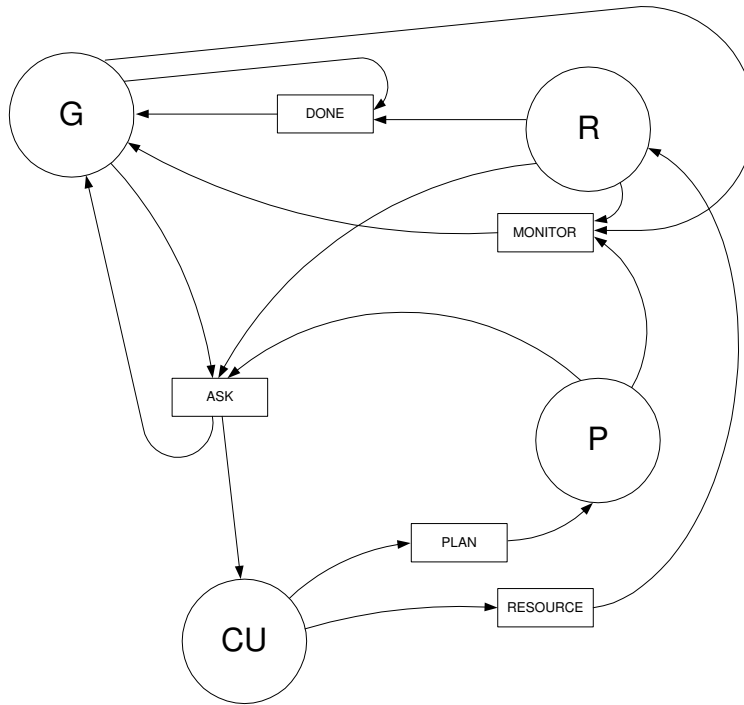 G
DONE
R
MONITOR
ASK
P
PLAN
RESOURCE
CU